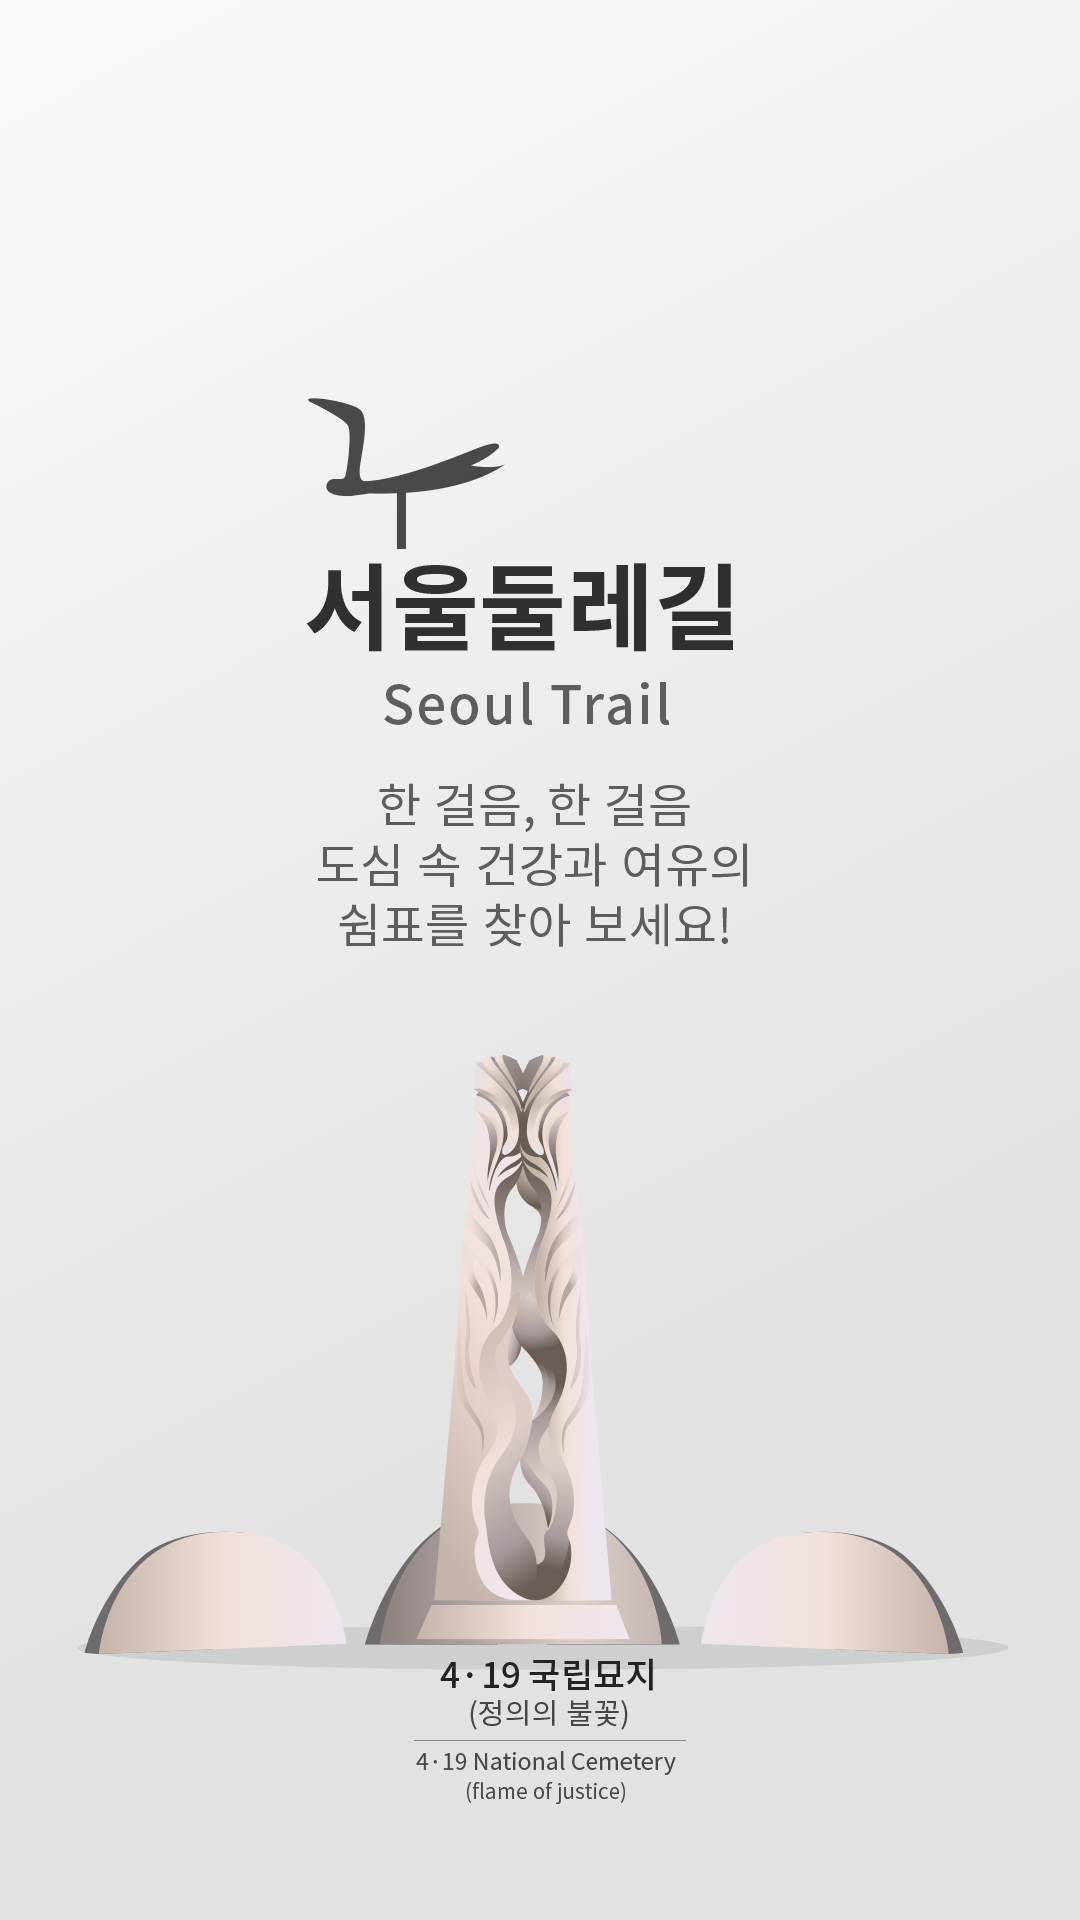 서울둘레길
Seoul Trail
한 걸음, 한 걸음
도심 속 건강과 여유의
쉼표를 찾아 보세요!
4·19 국립묘지
(정의의 불꽃)
4·19 National Cemetery
(flame of justice)